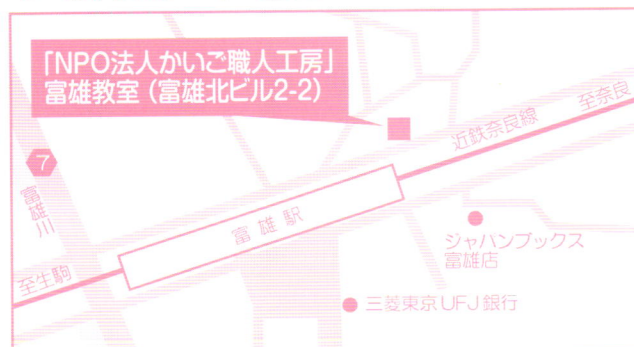 「NPO法人かいご職人工房」
富雄教室（富雄北ビル2-2）
近鉄奈良線
至奈良
7
富雄川
富雄駅
ジャパンブックス
富雄店
至生駒
三菱東京UFJ銀行